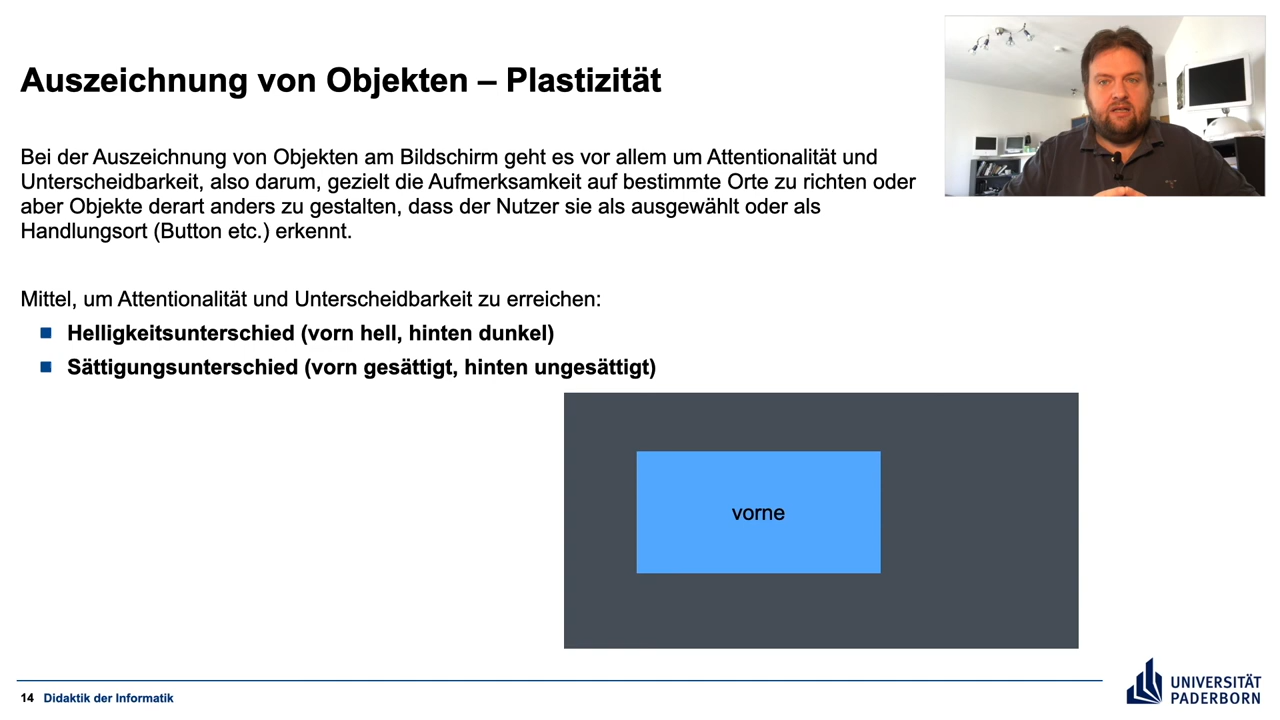 Auszeichnung von Objekten – Plastizität
Bei der Auszeichnung von Objekten am Bildschirm geht es vor allem um Attentionalität und
Unterscheidbarkeit, also darum, gezielt die Aufmerksamkeit auf bestimmte Orte zu richten oder
aber Objekte derart anders zu gestalten, dass der Nutzer sie als ausgewählt oder als
Handlungsort (Button etc.) erkennt.
Mittel, um Attentionalität und Unterscheidbarkeit zu erreichen:
Helligkeitsunterschied (vorn hell, hinten dunkel)
Sättigungsunterschied (vorn gesättigt, hinten ungesättigt)
vorne
14 Didaktik der Informatik
UNIVERSITÄT
PADERBORN